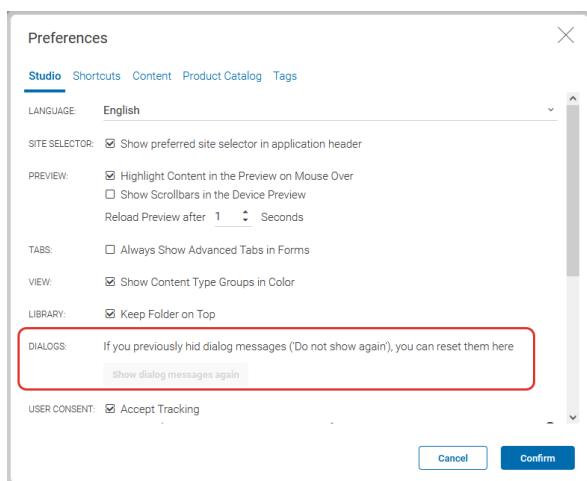 Preferences
Studio Shortcuts Content Product Catalog Tags
LANGUAGE: English
SITE SELECTOR: Show preferred site selector in application header
PREVIEW: Highlight Content in the Preview on Mouse Over
Show Scrollbars in the Device Preview
Reload Preview after 1 Seconds
TABS: Always Show Advanced Tabs in Forms
VIEW: Show Content Type Groups in Color
LIBRARY: Keep Folder on Top
DIALOGS: If you previously hid dialog messages ('Do not show again'), you can reset them here
Show dialog messages again
USER CONSENT: Accept Tracking
Cancel Confirm